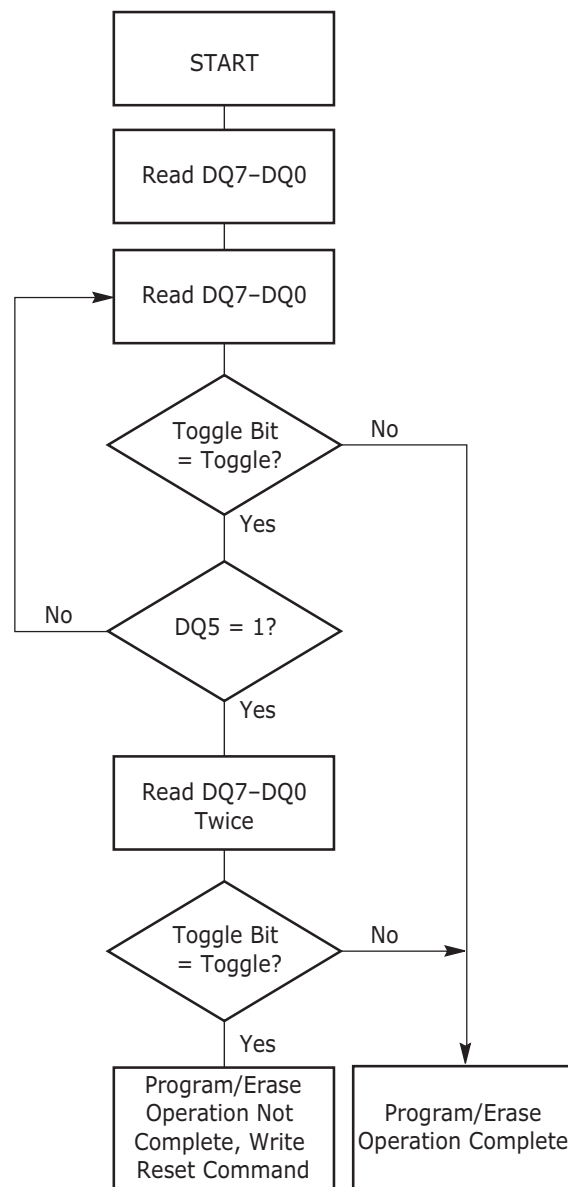 START
Read DQ7–DQ0
Read DQ7–DQ0
Toggle Bit
= Toggle?
No
Yes
No
DQ5 = 1?
Yes
Read DQ7–DQ0
Twice
Toggle Bit
= Toggle?
No
Yes
Program/Erase
Operation Not
Complete, Write
Reset Command
Program/Erase
Operation Complete